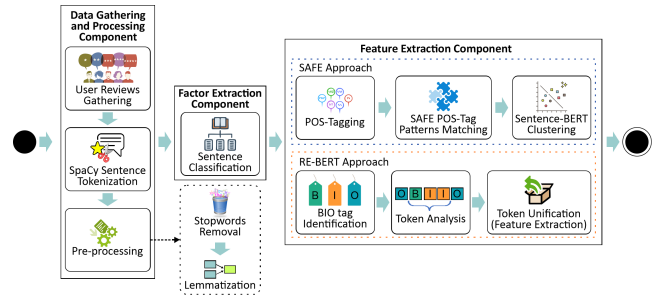 Data Gathering
and Processing
Component
User Reviews
Gathering
SpaCy Sentence
Tokenization
Pre-processing
Factor Extraction
Component
Sentence
Classification
Stopwords
Removal
Lemmatization
Feature Extraction Component
SAFE Approach
POS-Tagging
SAFE POS-Tag
Patterns Matching
Sentence-BERT
Clustering
RE-BERT Approach
B I O
BIO tag
Identification
O B I I O
Token Analysis
Token Unification
(Feature Extraction)